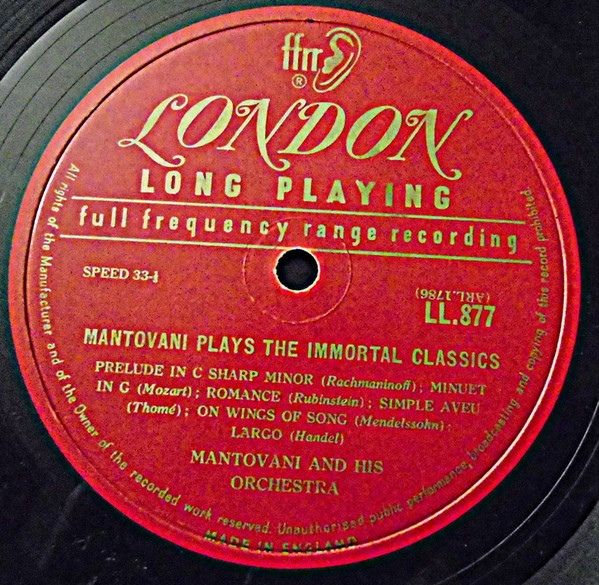 ffrr
®
LONDON
LONG PLAYING
full frequency range recording
SPEED 33-⅓
(ARL.1786)
LL.877
MANTOVANI PLAYS THE IMMORTAL CLASSICS
PRELUDE IN C SHARP MINOR (Rachmaninoff); MINUET
IN G (Mozart); ROMANCE (Rubinstein); SIMPLE AVEU
(Thomé); ON WINGS OF SONG (Mendelssohn);
LARGO (Handel)
MANTOVANI AND HIS
ORCHESTRA
All rights of the Manufacturer and of the Owner of the recorded work reserved. Unauthorised public performance, broadcasting and copying of this record prohibited.
MADE IN ENGLAND